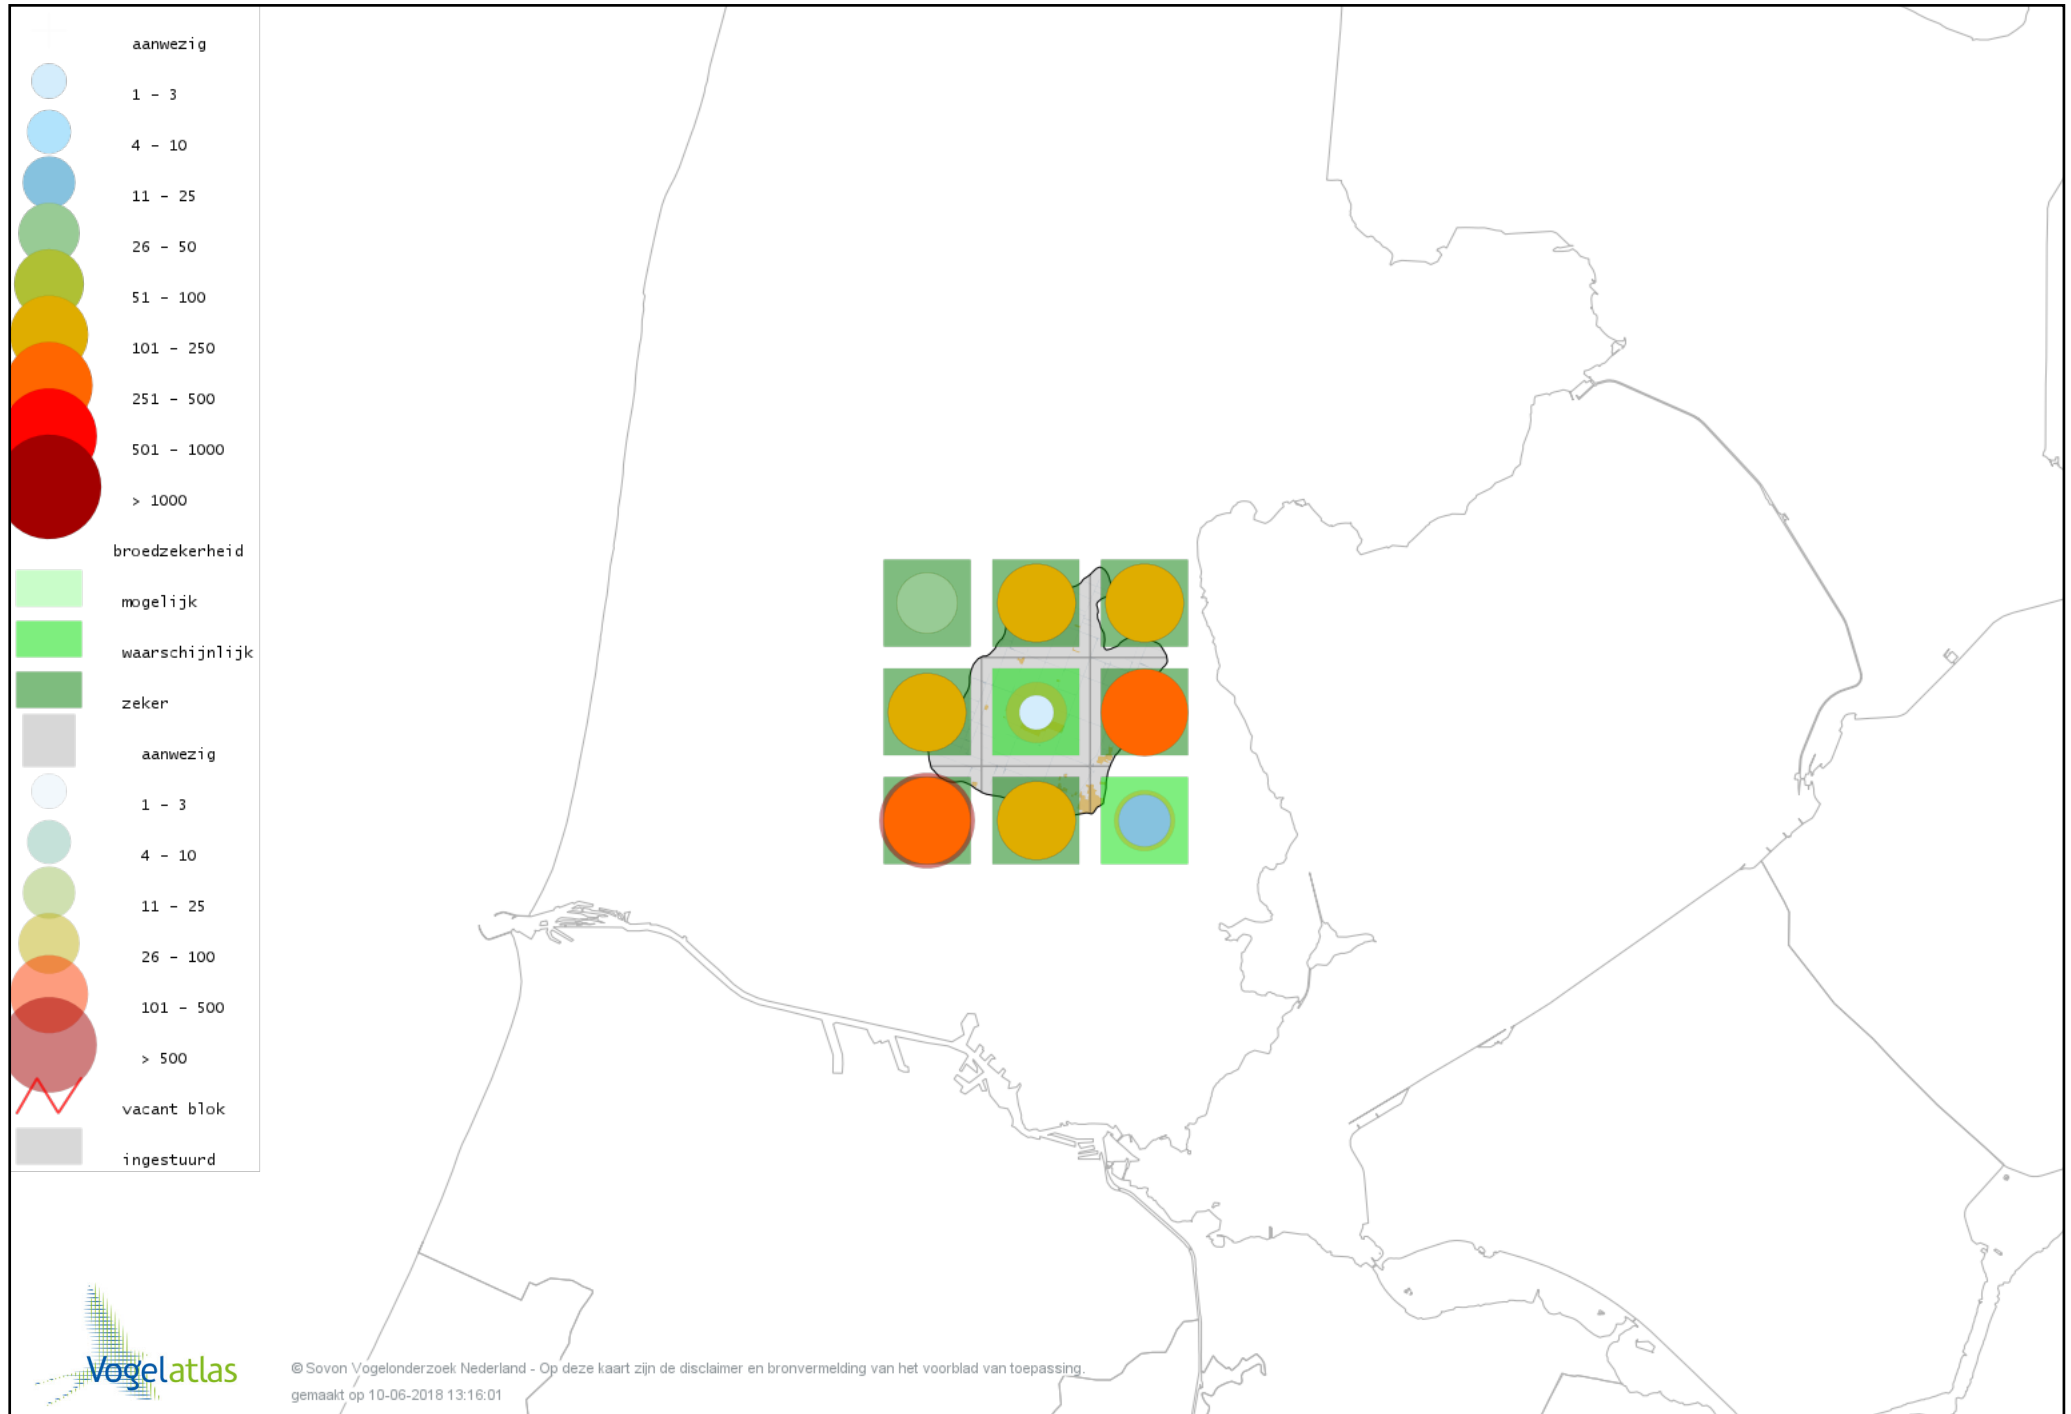 aanwezig
1 - 3
4 - 10
11 - 25
26 - 50
51 - 100
101 - 250
251 - 500
501 - 1000
> 1000
broedzekerheid
mogelijk
waarschijnlijk
zeker
aanwezig
1 - 3
4 - 10
11 - 25
26 - 100
101 - 500
> 500
vacant blok
ingestuurd
Vogelatlas
© Sovon Vogelonderzoek Nederland - Op deze kaart zijn de disclaimer en bronvermelding van het voorblad van toepassing.
gemaakt op 10-06-2018 13:16:01